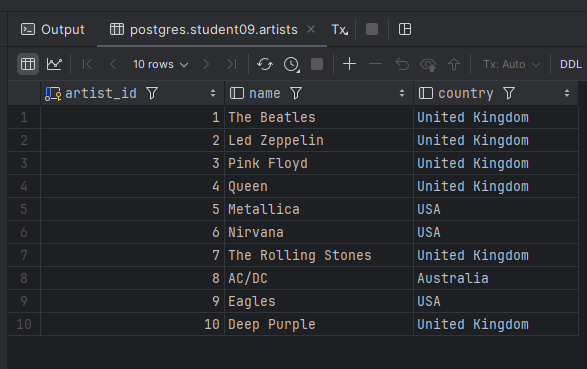 Output postgres.student09.artists Tx
10 rows Tx: Auto DDL
artist_id name country
1 1 The Beatles United Kingdom
2 2 Led Zeppelin United Kingdom
3 3 Pink Floyd United Kingdom
4 4 Queen United Kingdom
5 5 Metallica USA
6 6 Nirvana USA
7 7 The Rolling Stones United Kingdom
8 8 AC/DC Australia
9 9 Eagles USA
10 10 Deep Purple United Kingdom